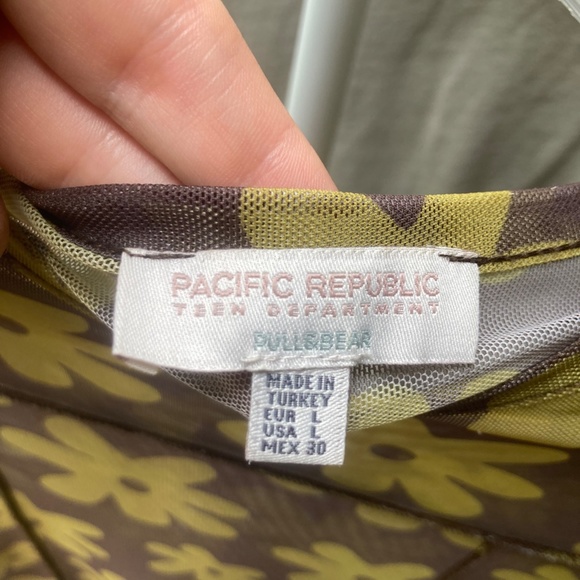 PACIFIC REPUBLIC
TEEN DEPARTMENT
PULL&BEAR
MADE IN
TURKEY
EUR L
USA L
MEX 30